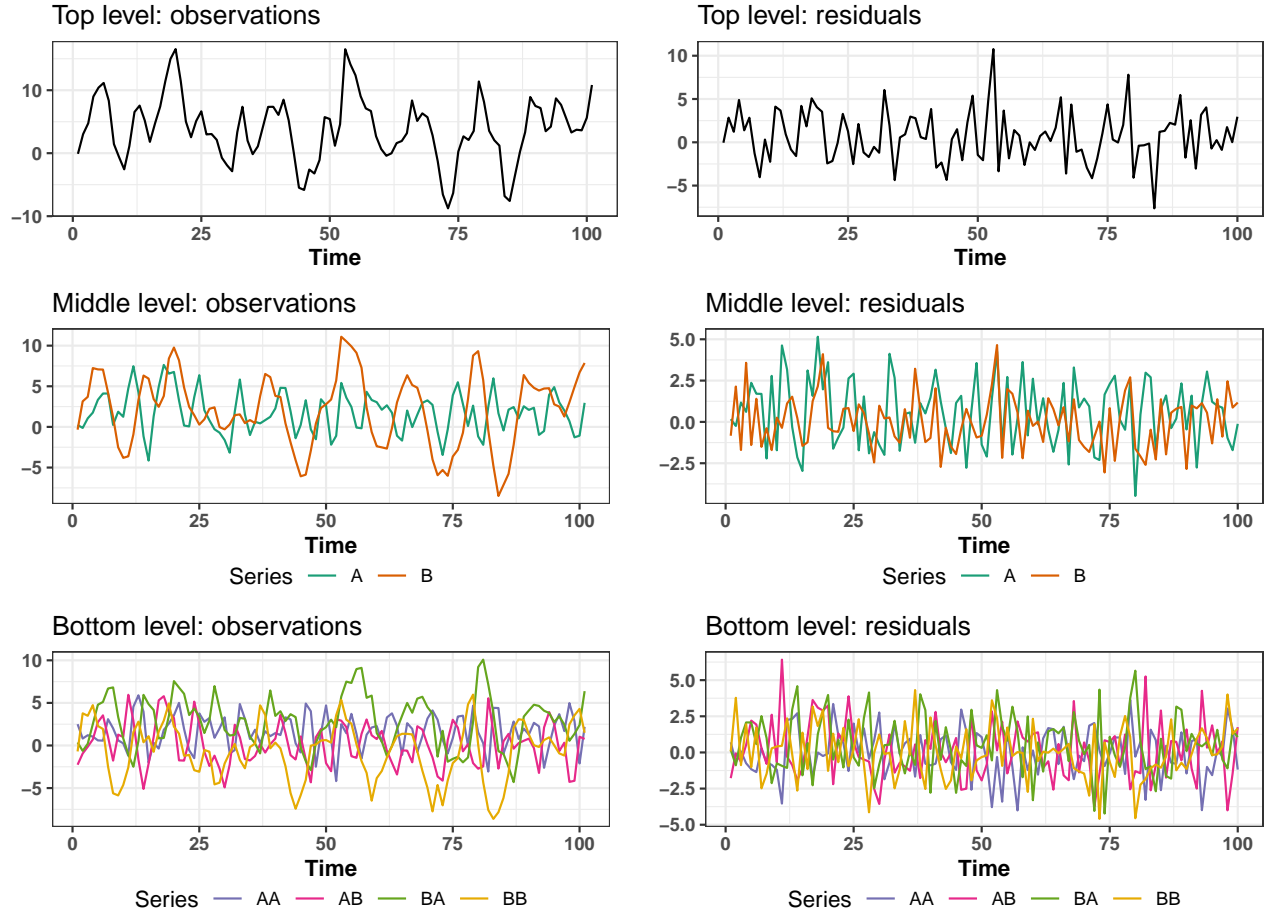 Top level: observations
10
0
−10
0 25 50 75 100
Time
Top level: residuals
10
5
0
−5
0 25 50 75 100
Time
Middle level: observations
10
5
0
−5
0 25 50 75 100
Time
Series A B
Middle level: residuals
5.0
2.5
0.0
−2.5
0 25 50 75 100
Time
Series A B
Bottom level: observations
10
5
0
−5
0 25 50 75 100
Time
Series AA AB BA BB
Bottom level: residuals
5.0
2.5
0.0
−2.5
−5.0
0 25 50 75 100
Time
Series AA AB BA BB